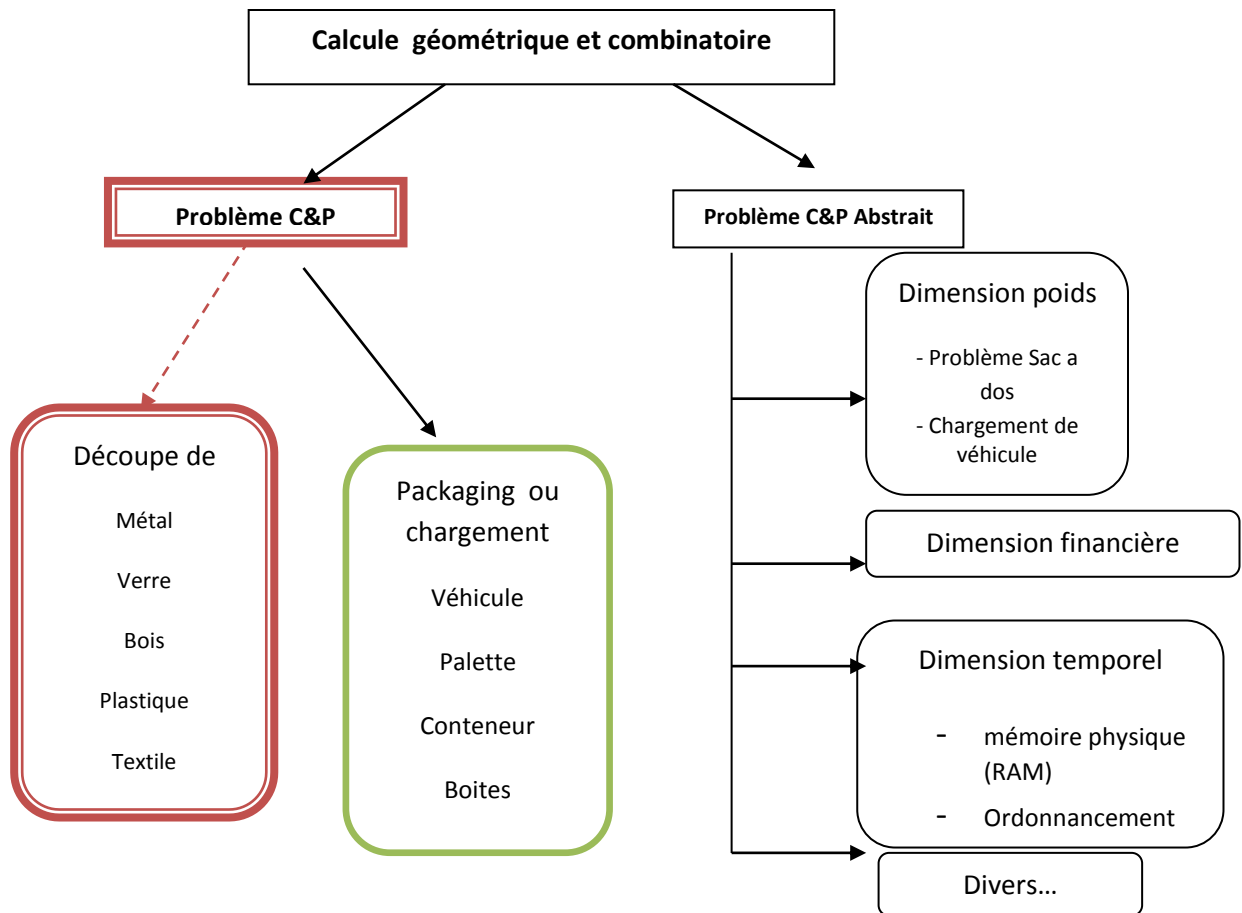 Calcule géométrique et combinatoire
Problème C&P
Problème C&P Abstrait
Découpe de
Métal
Verre
Bois
Plastique
Textile
Packaging ou
chargement
Véhicule
Palette
Conteneur
Boites
Dimension poids
- Problème Sac a
dos
- Chargement de
véhicule
Dimension financière
Dimension temporel
- mémoire physique
(RAM)
- Ordonnancement
Divers…